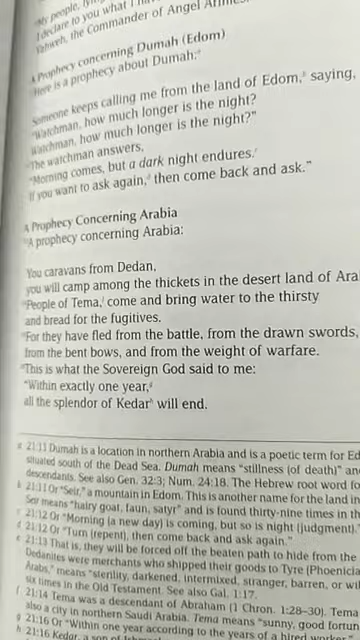 My people,
I declare to you what I
Yahweh, the Commander of Angel Armies
A Prophecy concerning Dumah (Edom)
Here is a prophecy about Dumah:
Someone keeps calling me from the land of Edom, saying,
"Watchman, how much longer is the night?
Watchman, how much longer is the night?"
The watchman answers,
"Morning comes, but a dark night endures.
If you want to ask again, then come back and ask."
A Prophecy Concerning Arabia
A prophecy concerning Arabia:
You caravans from Dedan,
you will camp among the thickets in the desert land of Ara
People of Tema, come and bring water to the thirsty
and bread for the fugitives.
For they have fled from the battle, from the drawn swords,
from the bent bows, and from the weight of warfare.
This is what the Sovereign God said to me:
"Within exactly one year,
all the splendor of Kedar will end.
a 21:11 Dumah is a location in northern Arabia and is a poetic term for Ed
situated south of the Dead Sea. Dumah means "stillness (of death)" an
descendants. See also Gen. 32:3; Num. 24:18. The Hebrew root word fo
b 21:11 Or "Seir," a mountain in Edom. This is another name for the land in
Seir means "hairy goat, faun, satyr" and is found thirty-nine times in th
c 21:12 Or "Morning (a new day) is coming, but so is night (judgment)."
d 21:12 Or "Turn (repent), then come back and ask again."
e 21:13 That is, they will be forced off the beaten path to hide from the
Dedanites were merchants who shipped their goods to Tyre (Phoenicia
Arabs," means "sterility, darkened, intermixed, stranger, barren, or wil
six times in the Old Testament. See also Gal. 1:17.
f 21:14 Tema was a descendant of Abraham (1 Chron. 1:28–30). Tema
also a city in northern Saudi Arabia. Tema means "sunny, good fortun
g 21:16 Or "Within one year according to the years of a hired worke
h 21:16 Kedar, a son of